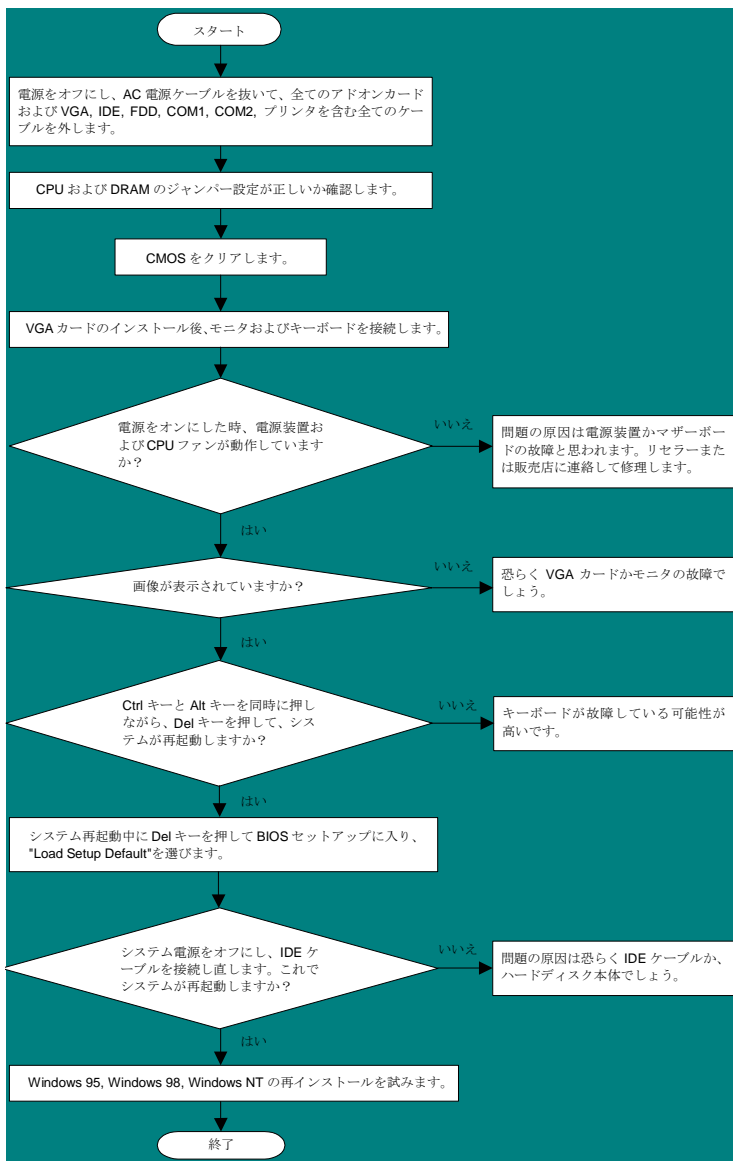 スタート
電源をオフにし、AC 電源ケーブルを抜いて、全てのアドオンカード
および VGA, IDE, FDD, COM1, COM2, プリンタを含む全てのケー
ブルを外します。
CPU および DRAM のジャンパー設定が正しいか確認します。
CMOS をクリアします。
VGA カードのインストール後、モニタおよびキーボードを接続します。
電源をオンにした時、電源装置お
よび CPU ファンが動作しています
か?
いいえ
問題の原因は電源装置かマザーボー
ドの故障と思われます。リセラーまた
は販売店に連絡して修理します。
はい
画像が表示されていますか?
いいえ
恐らく VGA カードかモニタの故障で
しょう。
はい
Ctrl キーと Alt キーを同時に押し
ながら、Del キーを押して、シス
テムが再起動しますか?
いいえ
キーボードが故障している可能性が
高いです。
はい
システム再起動中に Del キーを押して BIOS セットアップに入り、
"Load Setup Default"を選びます。
システム電源をオフにし、IDE ケ
ーブルを接続し直します。これで
システムが再起動しますか?
いいえ
問題の原因は恐らく IDE ケーブルか、
ハードディスク本体でしょう。
はい
Windows 95, Windows 98, Windows NT の再インストールを試みます。
終了